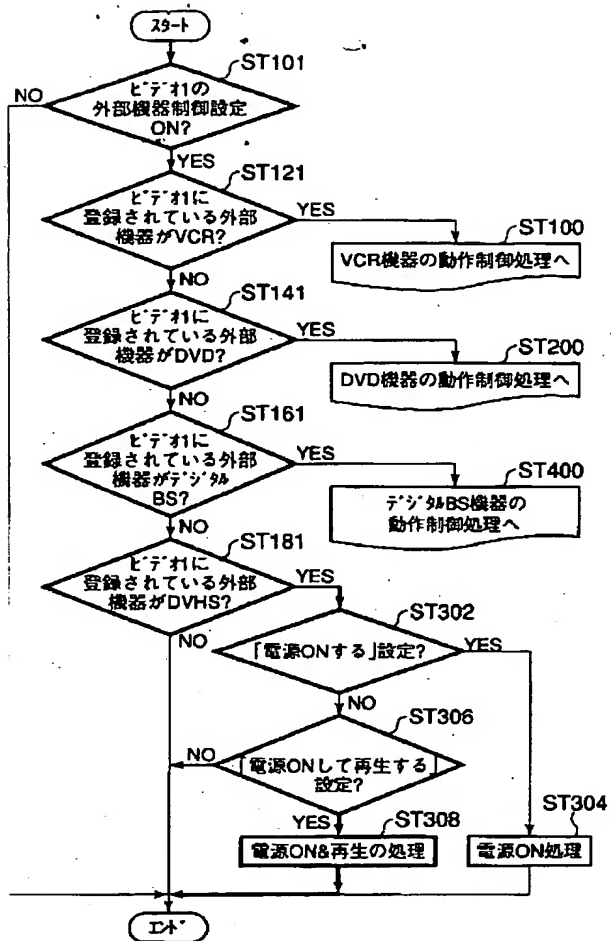 スタート
ST101
ビデオ1の
外部機器制御設定
ON?
NO
YES
ST121
ビデオ1に
登録されている外部
機器がVCR?
YES
ST100
VCR機器の動作制御処理へ
NO
ST141
ビデオ1に
登録されている外部
機器がDVD?
YES
ST200
DVD機器の動作制御処理へ
NO
ST161
ビデオ1に
登録されている外部
機器がデジタル
BS?
YES
ST400
デジタルBS機器の
動作制御処理へ
NO
ST181
ビデオ1に
登録されている外部
機器がDVHS?
YES
NO
ST302
「電源ONする」設定?
YES
NO
ST306
「電源ONして再生する」
設定?
NO
YES
ST308
電源ON&再生の処理
ST304
電源ON処理
エンド